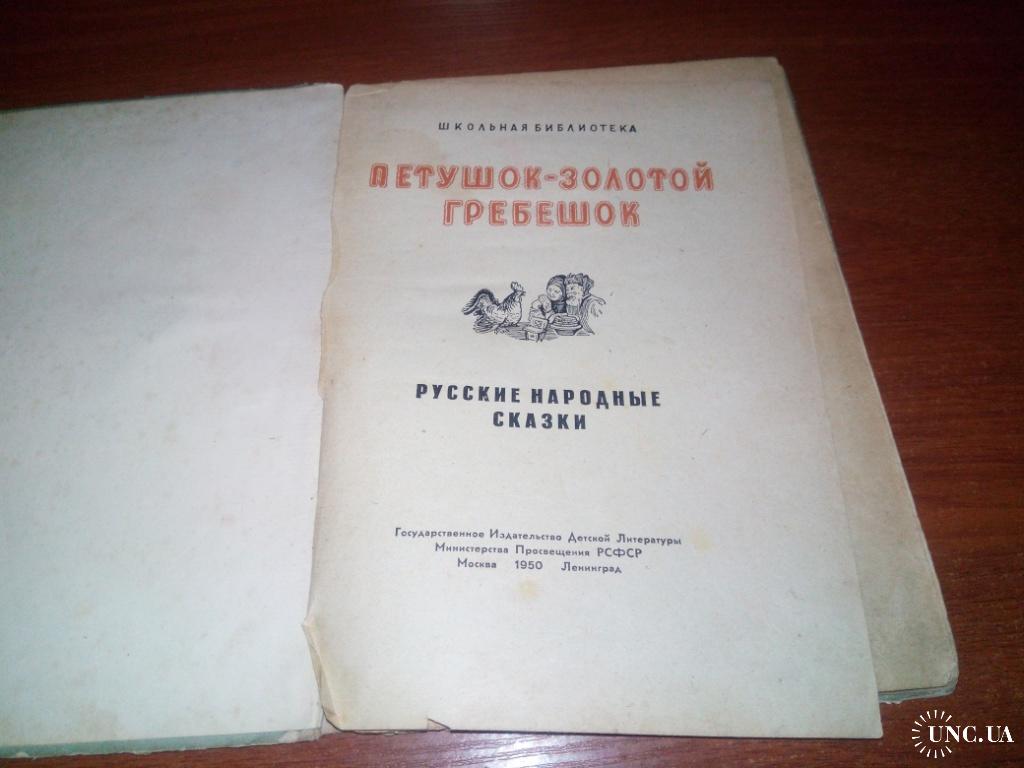 ШКОЛЬНАЯ БИБЛИОТЕКА
ПЕТУШОК-ЗОЛОТОЙ
ГРЕБЕШОК
РУССКИЕ НАРОДНЫЕ
СКАЗКИ
Государственное Издательство Детской Литературы
Министерства Просвещения РСФСР
Москва 1950 Ленинград
UNC.UA